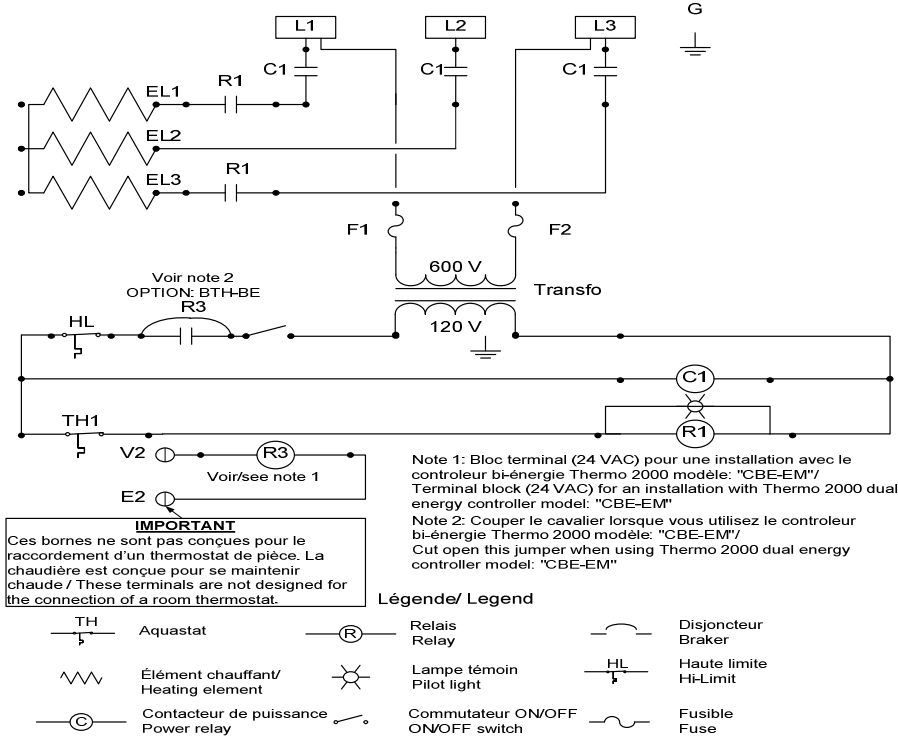 G
L1
L2
L3
C1
C1
C1
R1
EL1
EL2
R1
EL3
F1
F2
600 V
Voir note 2
OPTION: BTH-BE
Transfo
R3
HL
120 V
C1
TH1
R1
V2
R3
Voir/see note 1
E2
Note 1: Bloc terminal (24 VAC) pour une installation avec le
controleur bi-énergie Thermo 2000 modèle: "CBE-EM"/
Terminal block (24 VAC) for an installation with Thermo 2000 dual
energy controller model: "CBE-EM"
Note 2: Couper le cavalier lorsque vous utilisez le controleur
bi-énergie Thermo 2000 modèle: "CBE-EM"/
Cut open this jumper when using Thermo 2000 dual energy
controller model: "CBE-EM"
IMPORTANT
Ces bornes ne sont pas conçues pour le
raccordement d'un thermostat de pièce. La
chaudière est conçue pour se maintenir
chaude / These terminals are not designed for
the connection of a room thermostat.
Légende/ Legend
TH
Aquastat
R
Relais
Relay
Disjoncteur
Braker
Élément chauffant/
Heating element
Lampe témoin
Pilot light
HL
Haute limite
Hi-Limit
C
Contacteur de puissance
Power relay
Commutateur ON/OFF
ON/OFF switch
Fusible
Fuse